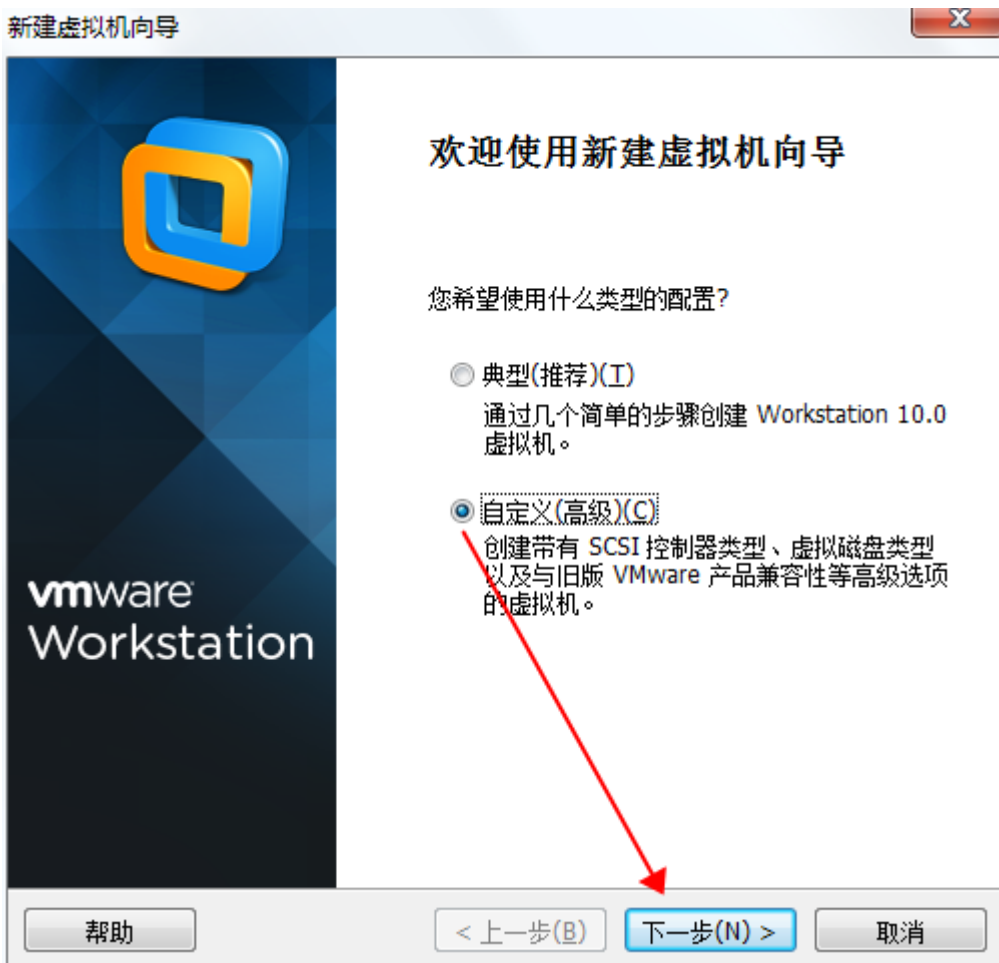 新建虚拟机向导
欢迎使用新建虚拟机向导
您希望使用什么类型的配置?
典型(推荐)(T)
通过几个简单的步骤创建 Workstation 10.0
虚拟机。
自定义(高级)(C)
创建带有 SCSI 控制器类型、虚拟磁盘类型
以及与旧版 VMware 产品兼容性等高级选项
的虚拟机。
vmware
Workstation
帮助
< 上一步(B)
下一步(N) >
取消